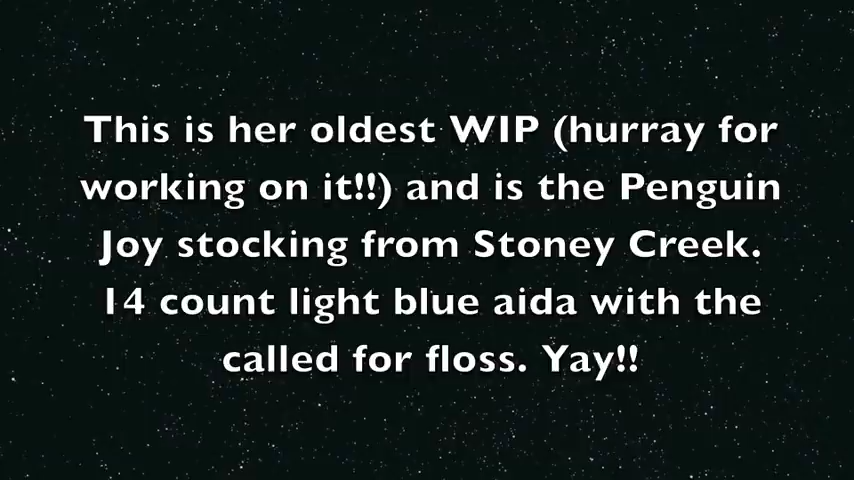 This is her oldest WIP (hurray for
working on it!!) and is the Penguin
Joy stocking from Stoney Creek.
14 count light blue aida with the
called for floss. Yay!!